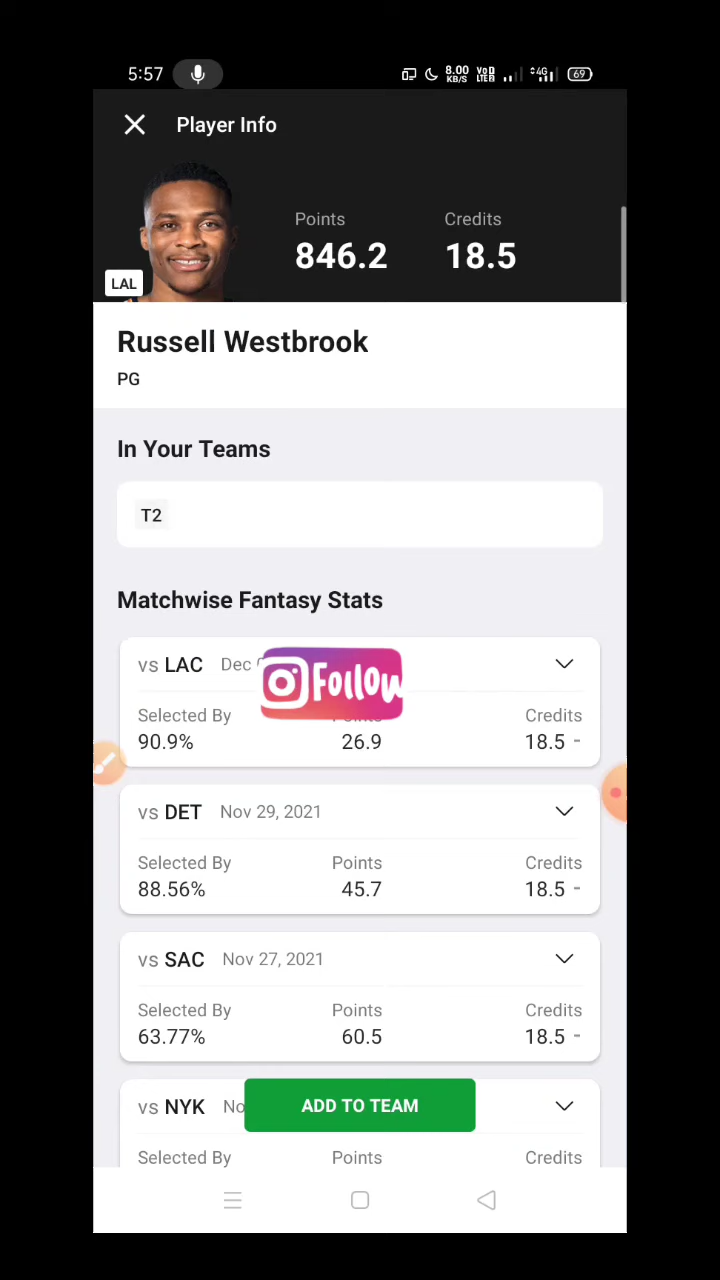 5:57 8.00 KB/S VoD LTE2 4G 69
Player Info
Points Credits
846.2 18.5
LAL
Russell Westbrook
PG
In Your Teams
T2
Matchwise Fantasy Stats
vs LAC Dec
Follow
Selected By Credits
90.9% 26.9 18.5 -
vs DET Nov 29, 2021
Selected By Points Credits
88.56% 45.7 18.5 -
vs SAC Nov 27, 2021
Selected By Points Credits
63.77% 60.5 18.5 -
vs NYK
ADD TO TEAM
Selected By Points Credits